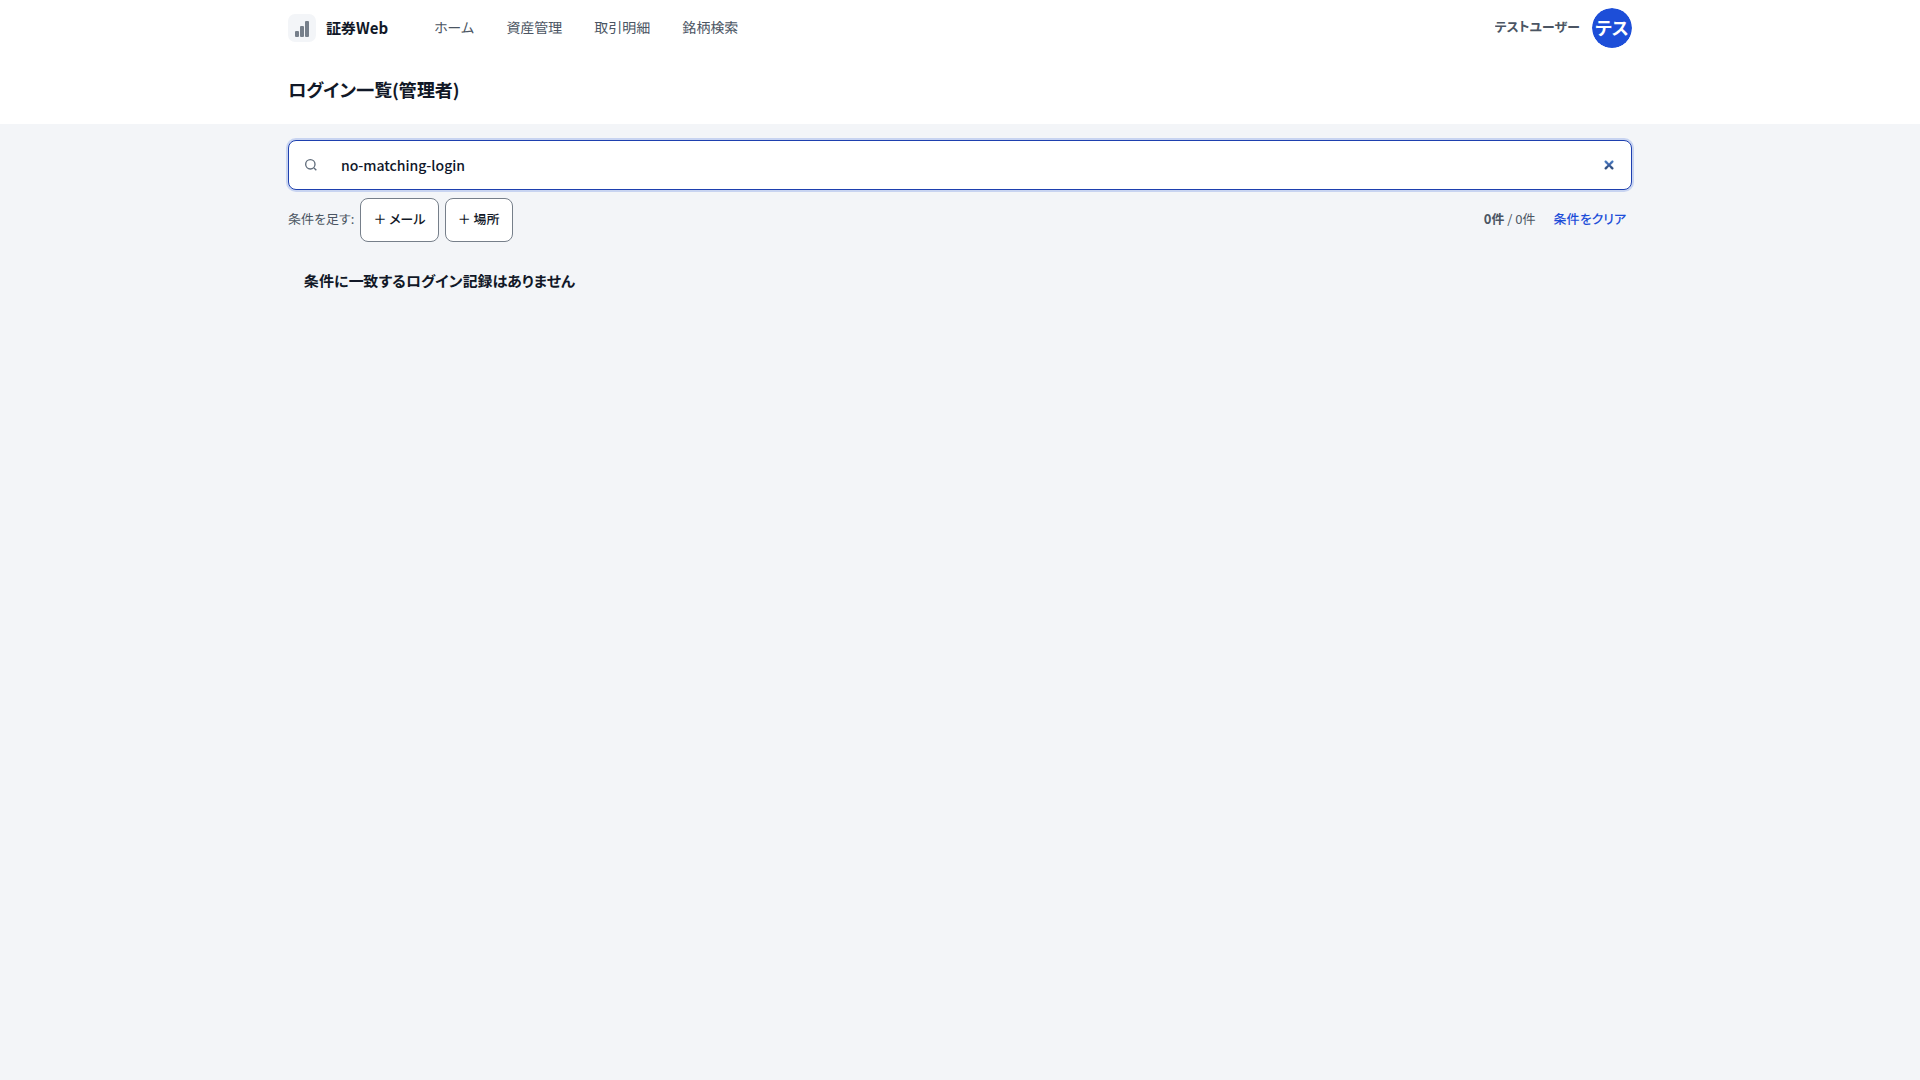 証券Web ホーム 資産管理 取引明細 銘柄検索 テストユーザー テス
ログイン一覧(管理者)
no-matching-login
条件を足す: ＋ メール ＋ 場所 0件 / 0件 条件をクリア
条件に一致するログイン記録はありません